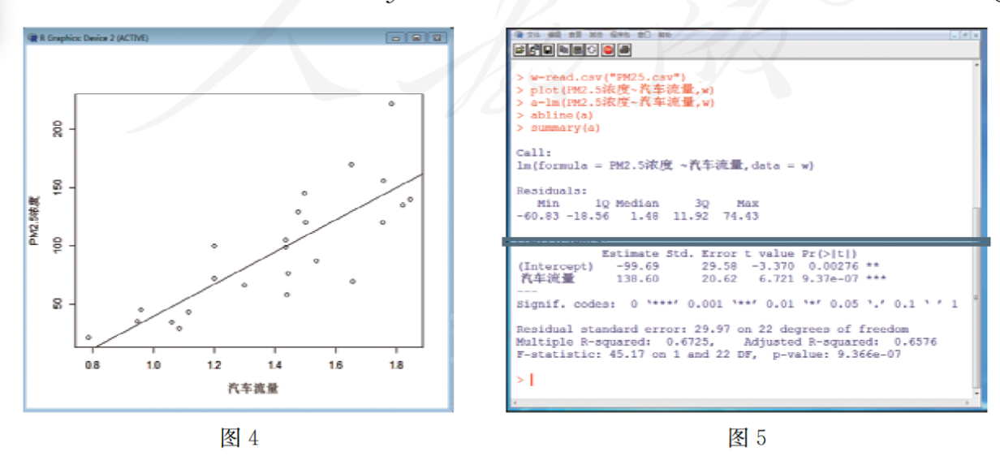 R Graphics: Device 2 (ACTIVE)
200
150
100
50
PM2.5浓度
0.8 1.0 1.2 1.4 1.6 1.8
汽车流量
图 4
文件 编辑 查看 其他 程序包 窗口 帮助
> w-read.csv("PM25.csv")
> plot(PM2.5浓度~汽车流量,w)
> a-lm(PM2.5浓度~汽车流量,w)
> abline(a)
> summary(a)
Call:
lm(formula = PM2.5浓度 ~汽车流量,data = w)
Residuals:
Min 1Q Median 3Q Max
-60.83 -18.56 1.48 11.92 74.43
Estimate Std. Error t value Pr(>|t|)
(Intercept) -99.69 29.58 -3.370 0.00276 **
汽车流量 138.60 20.62 6.721 9.37e-07 ***
---
Signif. codes: 0 '***' 0.001 '**' 0.01 '*' 0.05 '.' 0.1 ' ' 1
Residual standard error: 29.97 on 22 degrees of freedom
Multiple R-squared: 0.6725, Adjusted R-squared: 0.6576
F-statistic: 45.17 on 1 and 22 DF, p-value: 9.366e-07
>
图 5